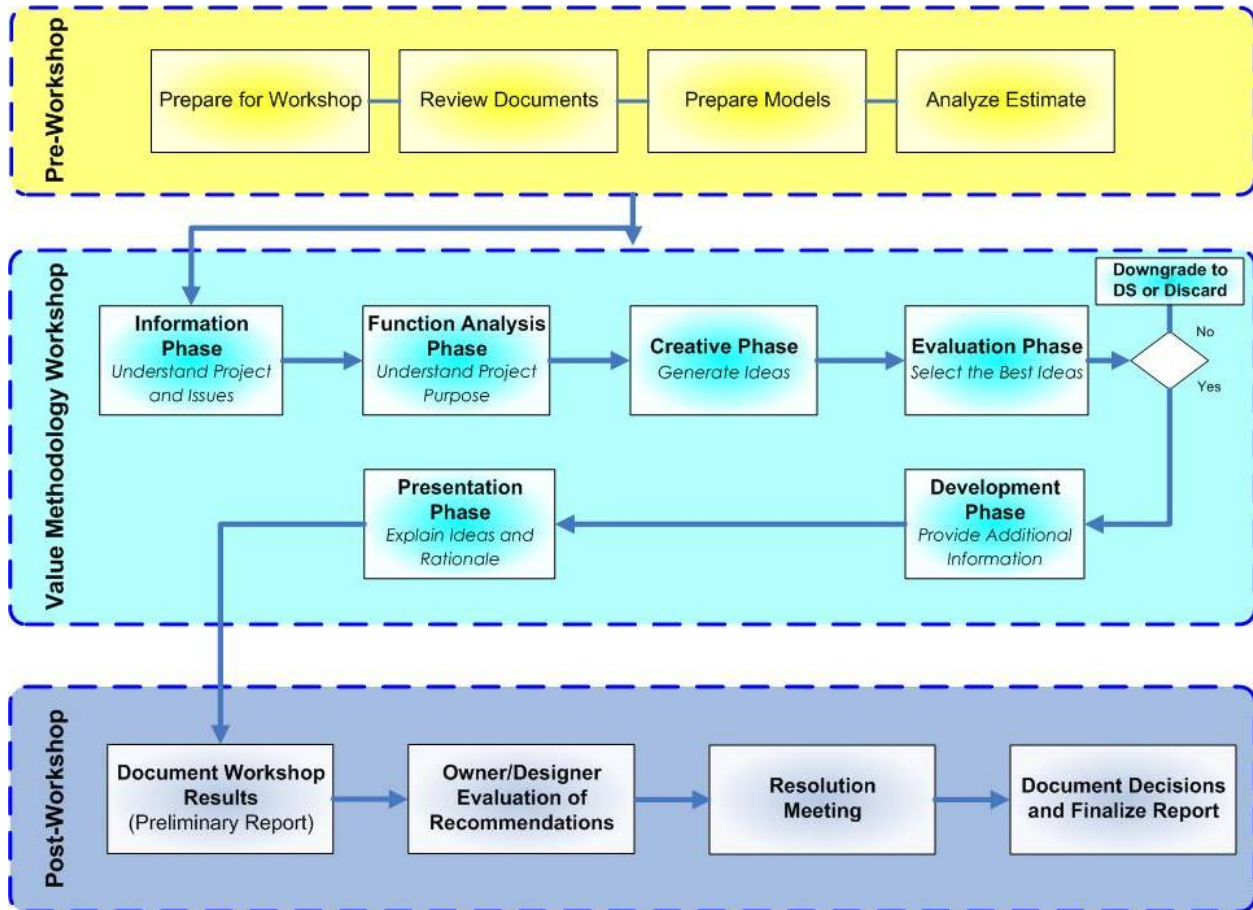 Pre-Workshop
Prepare for Workshop
Review Documents
Prepare Models
Analyze Estimate
Value Methodology Workshop
Downgrade to
DS or Discard
Information
Phase
Understand Project
and Issues
Function Analysis
Phase
Understand Project
Purpose
Creative Phase
Generate Ideas
Evaluation Phase
Select the Best Ideas
No
Yes
Presentation
Phase
Explain Ideas and
Rationale
Development
Phase
Provide Additional
Information
Post-Workshop
Document Workshop
Results
(Preliminary Report)
Owner/Designer
Evaluation of
Recommendations
Resolution
Meeting
Document Decisions
and Finalize Report